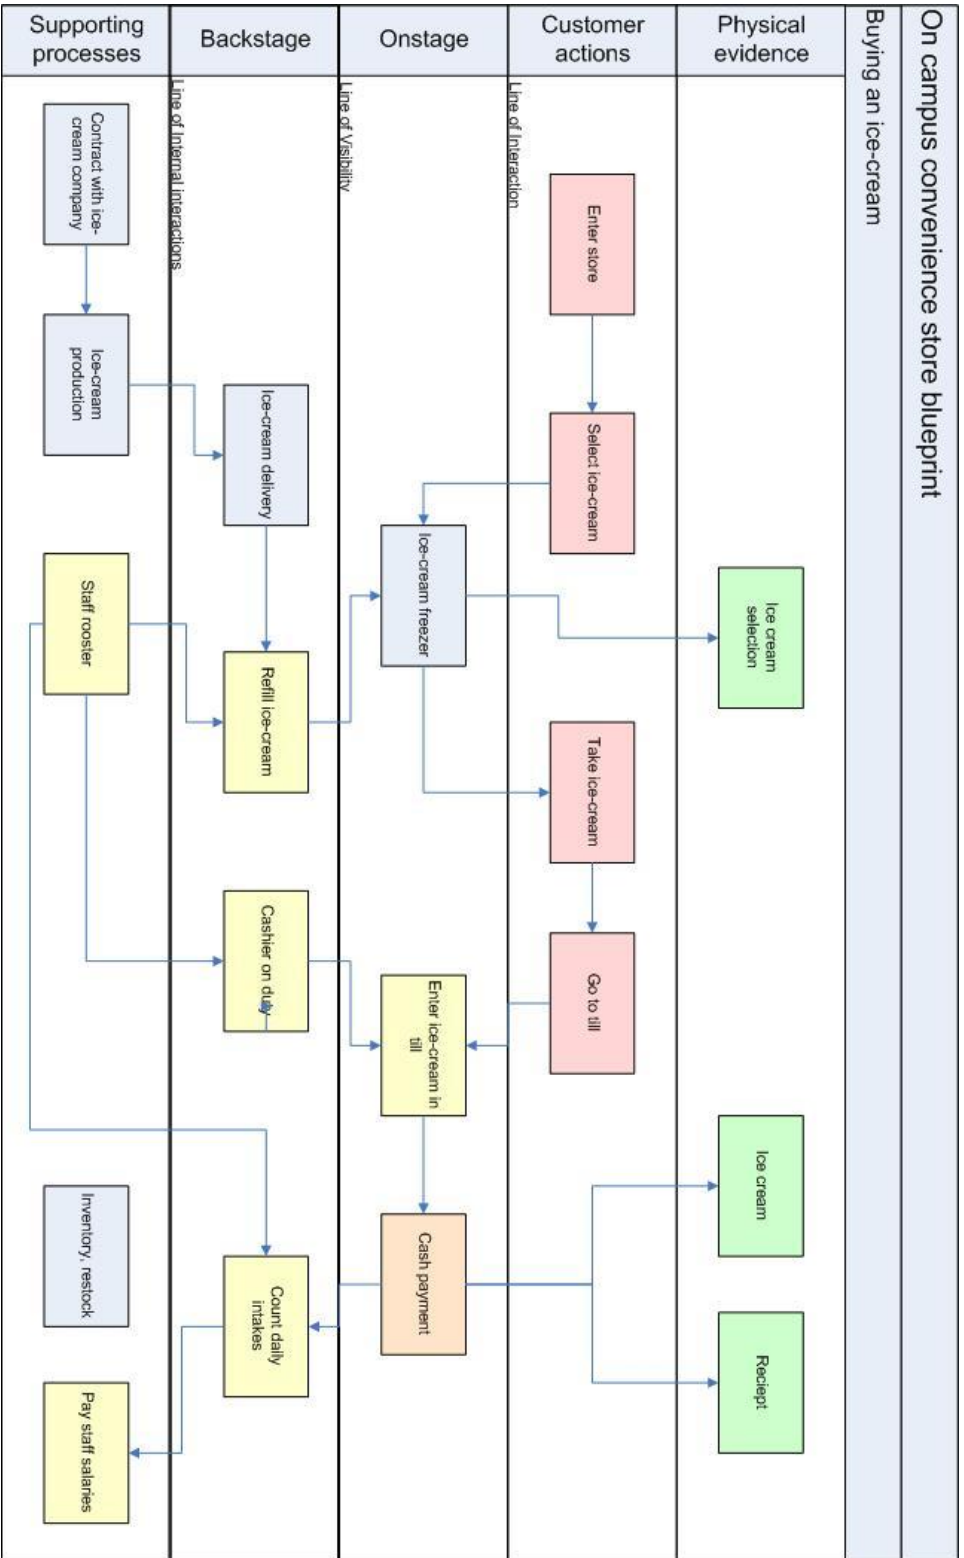 On campus convenience store blueprint
Buying an ice-cream
Physical
evidence
Ice cream
selection
Ice cream
Reciept
Customer
actions
Enter store
Select ice-cream
Take ice-cream
Go to till
Line of Interaction
Onstage
Ice-cream freezer
Enter ice-cream in
till
Cash payment
Line of Visibility
Backstage
Ice-cream delivery
Refill ice-cream
Cashier on duty
Count daily
intakes
Line of Internal interactions
Supporting
processes
Contract with ice-
cream company
Ice-cream
production
Staff rooster
Inventory, restock
Pay staff salaries